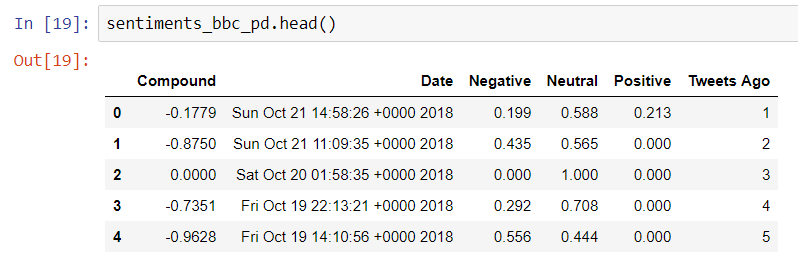 In [19]: sentiments_bbc_pd.head()
Out[19]:
Compound Date Negative Neutral Positive Tweets Ago
0 -0.1779 Sun Oct 21 14:58:26 +0000 2018 0.199 0.588 0.213 1
1 -0.8750 Sun Oct 21 11:09:35 +0000 2018 0.435 0.565 0.000 2
2 0.0000 Sat Oct 20 01:58:35 +0000 2018 0.000 1.000 0.000 3
3 -0.7351 Fri Oct 19 22:13:21 +0000 2018 0.292 0.708 0.000 4
4 -0.9628 Fri Oct 19 14:10:56 +0000 2018 0.556 0.444 0.000 5